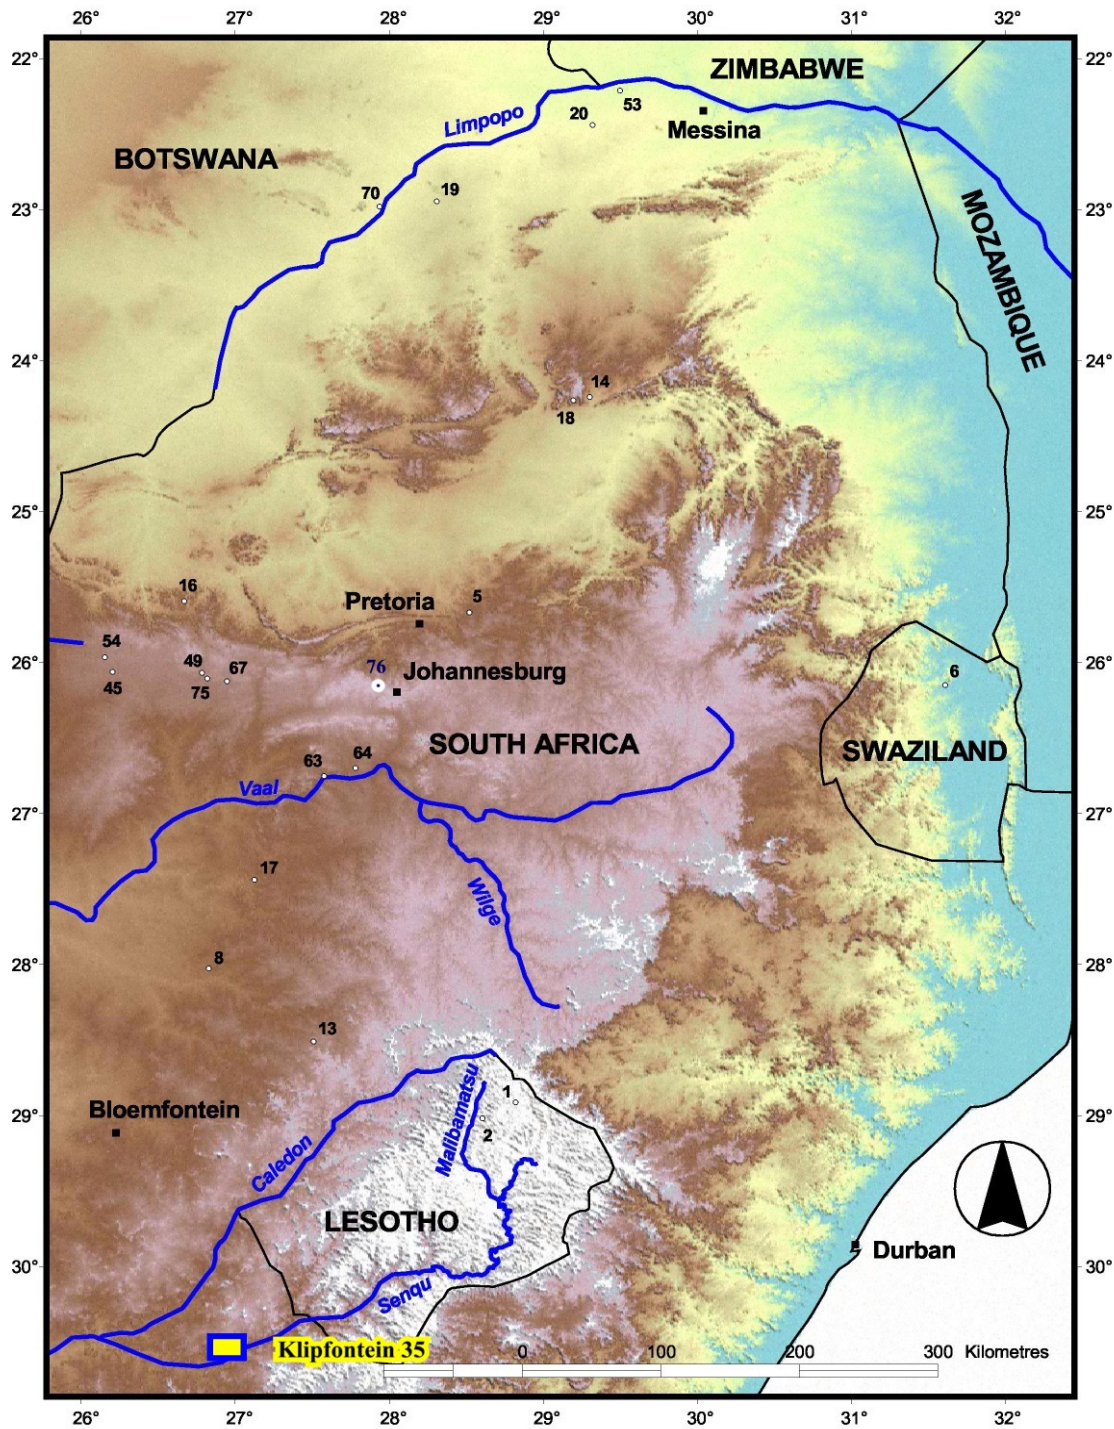 26° 27° 28° 29° 30° 31° 32°
22° 22°
ZIMBABWE
53
20
Limpopo
Messina
BOTSWANA
70 19
23° 23°
MOZAMBIQUE
24° 24°
14
18
25° 25°
16
Pretoria 5
54
26° 26°
49 67 76 Johannesburg 6
45 75
SOUTH AFRICA SWAZILAND
63 64
Vaal
27° 27°
17
Wilge
8
28° 28°
13
Malibamatsu
1
Bloemfontein
29° 29°
2
Caledon
LESOTHO
Durban
30° 30°
Senqu
Klipfontein 35
0 100 200 300 Kilometres
26° 27° 28° 29° 30° 31° 32°